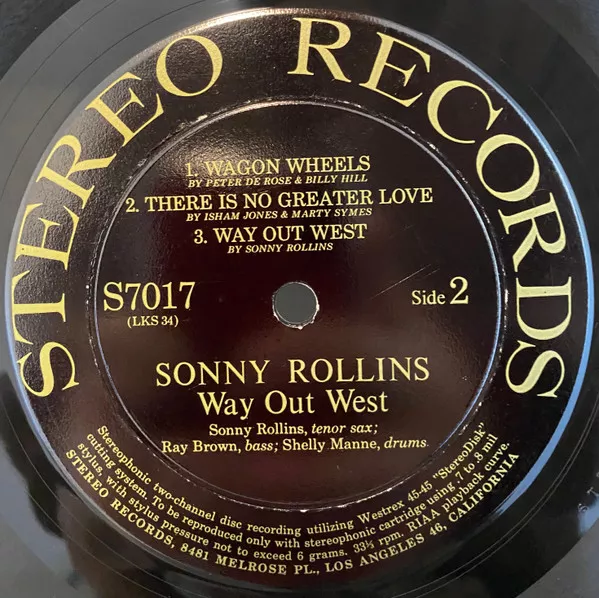 STEREO RECORDS
1. WAGON WHEELS
BY PETER DE ROSE & BILLY HILL
2. THERE IS NO GREATER LOVE
BY ISHAM JONES & MARTY SYMES
3. WAY OUT WEST
BY SONNY ROLLINS
S7017
(LKS 34)
Side 2
SONNY ROLLINS
Way Out West
Sonny Rollins, tenor sax;
Ray Brown, bass; Shelly Manne, drums.
Stereophonic two-channel disc recording utilizing Westrex 45-45 "StereoDisk"
cutting system. To be reproduced only with stereophonic cartridge using .7 to .8 mil
stylus, with stylus pressure not to exceed 6 grams. 33⅓ rpm. RIAA playback curve.
STEREO RECORDS, 8481 MELROSE PL., LOS ANGELES 46, CALIFORNIA